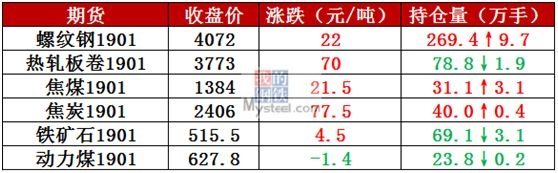 期货 收盘价 涨跌（元/吨） 持仓量（万手）
螺纹钢1901 4072 22 269.4↑9.7
热轧板卷1901 3773 70 78.8↓1.9
焦煤1901 1384 21.5 31.1↑3.1
焦炭1901 2406 77.5 40.0↑0.4
铁矿石1901 515.5 4.5 69.1↓3.1
动力煤1901 627.8 -1.4 23.8↓0.2
我的钢铁
Mysteel.com